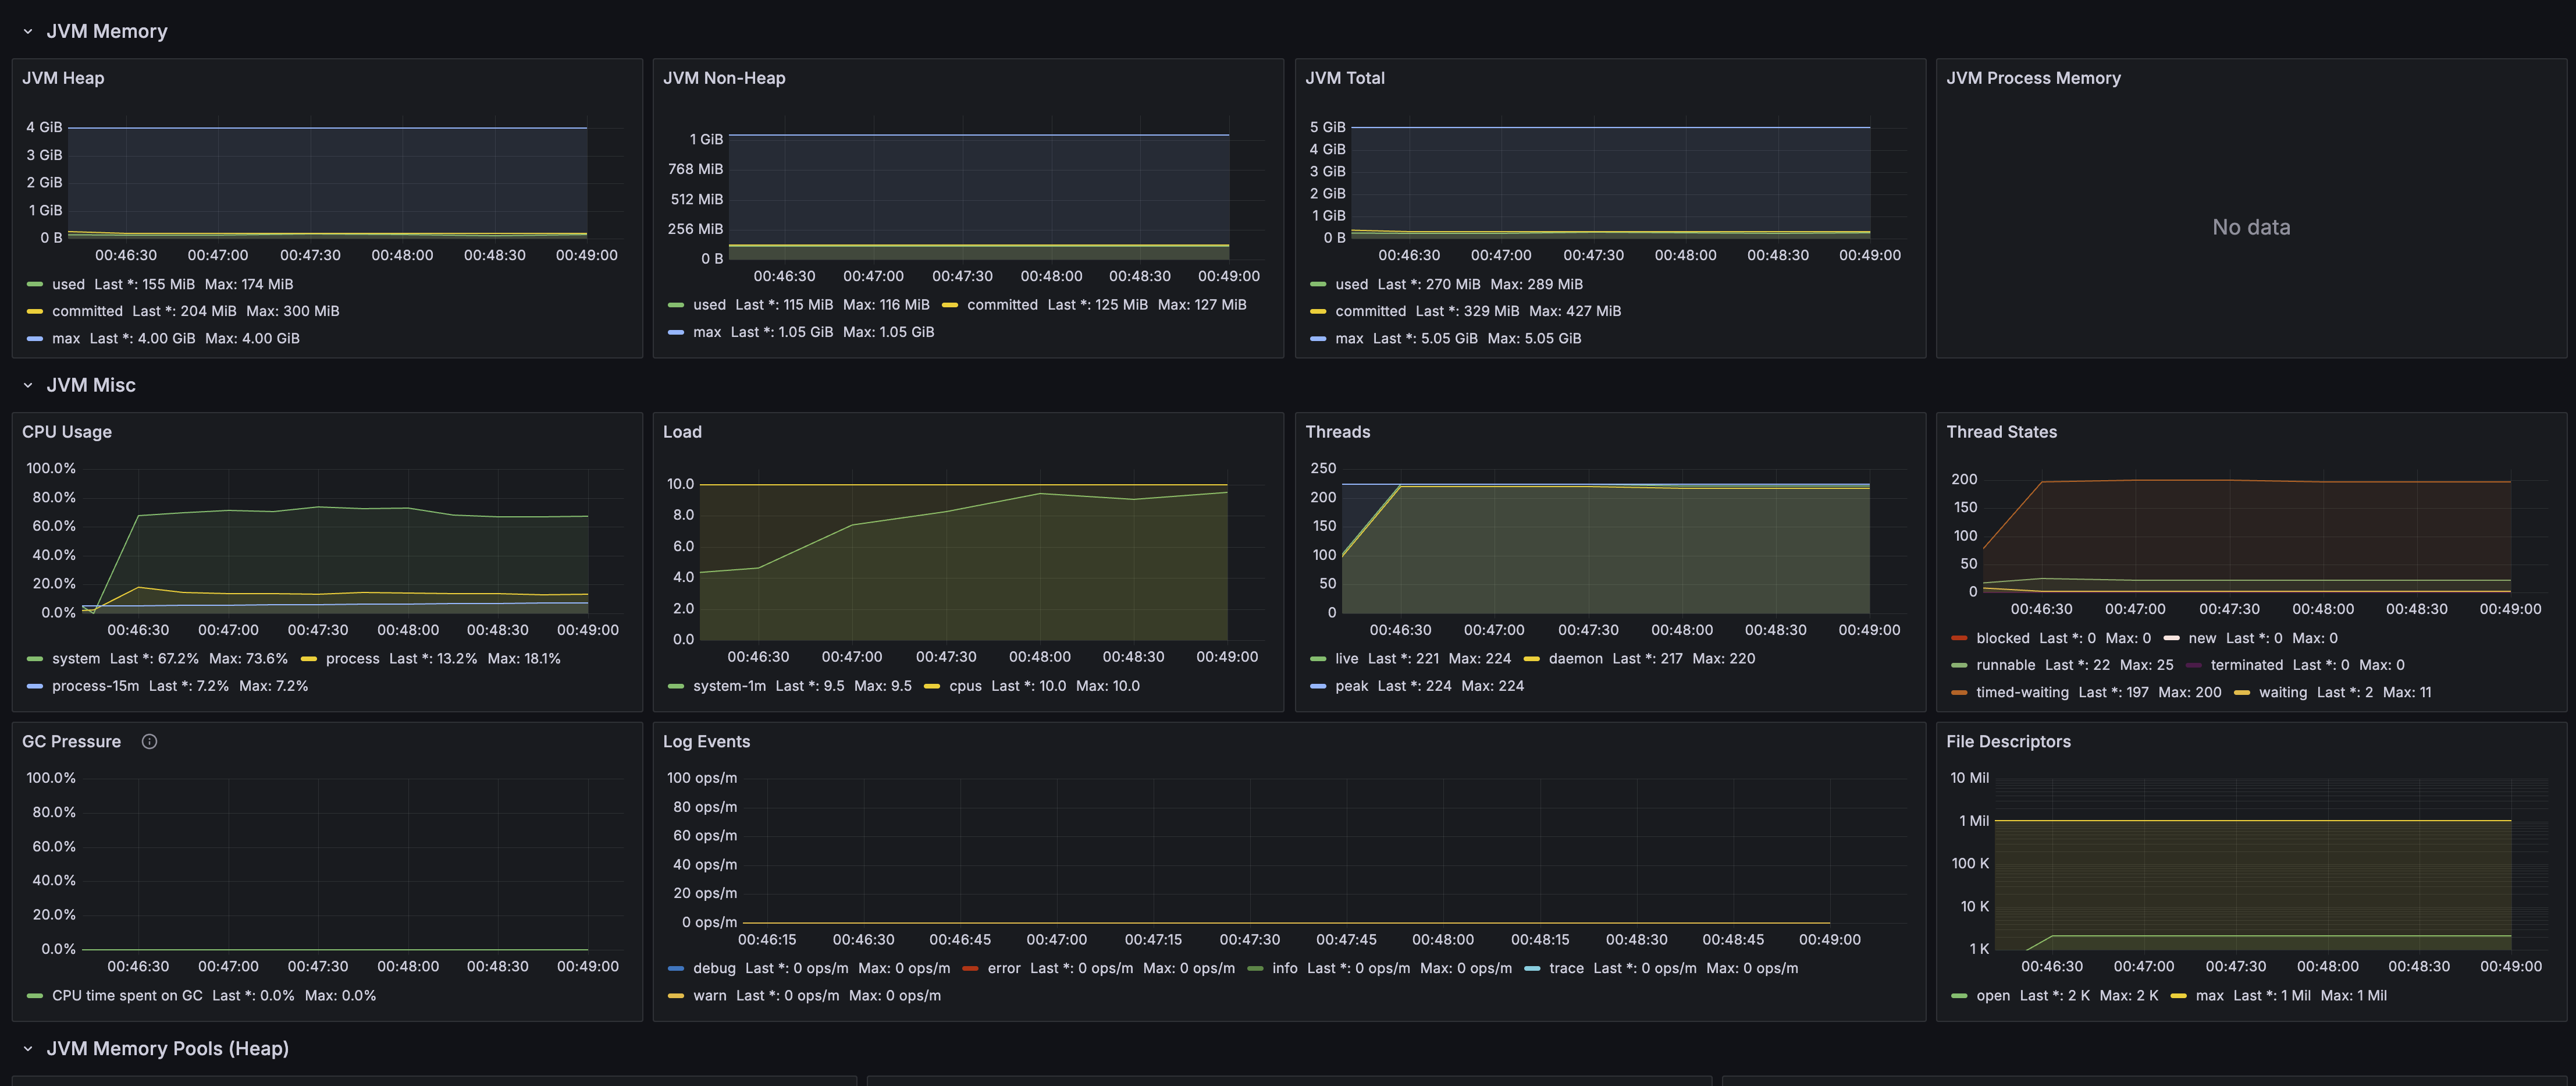 JVM Memory
JVM Heap
4 GiB
3 GiB
2 GiB
1 GiB
0 B
00:46:30 00:47:00 00:47:30 00:48:00 00:48:30 00:49:00
used Last *: 155 MiB Max: 174 MiB
committed Last *: 204 MiB Max: 300 MiB
max Last *: 4.00 GiB Max: 4.00 GiB
JVM Non-Heap
1 GiB
768 MiB
512 MiB
256 MiB
0 B
00:46:30 00:47:00 00:47:30 00:48:00 00:48:30 00:49:00
used Last *: 115 MiB Max: 116 MiB committed Last *: 125 MiB Max: 127 MiB
max Last *: 1.05 GiB Max: 1.05 GiB
JVM Total
5 GiB
4 GiB
3 GiB
2 GiB
1 GiB
0 B
00:46:30 00:47:00 00:47:30 00:48:00 00:48:30 00:49:00
used Last *: 270 MiB Max: 289 MiB
committed Last *: 329 MiB Max: 427 MiB
max Last *: 5.05 GiB Max: 5.05 GiB
JVM Process Memory
No data
JVM Misc
CPU Usage
100.0%
80.0%
60.0%
40.0%
20.0%
0.0%
00:46:30 00:47:00 00:47:30 00:48:00 00:48:30 00:49:00
system Last *: 67.2% Max: 73.6% process Last *: 13.2% Max: 18.1%
process-15m Last *: 7.2% Max: 7.2%
Load
10.0
8.0
6.0
4.0
2.0
0.0
00:46:30 00:47:00 00:47:30 00:48:00 00:48:30 00:49:00
system-1m Last *: 9.5 Max: 9.5 cpus Last *: 10.0 Max: 10.0
Threads
250
200
150
100
50
0
00:46:30 00:47:00 00:47:30 00:48:00 00:48:30 00:49:00
live Last *: 221 Max: 224 daemon Last *: 217 Max: 220
peak Last *: 224 Max: 224
Thread States
200
150
100
50
0
00:46:30 00:47:00 00:47:30 00:48:00 00:48:30 00:49:00
blocked Last *: 0 Max: 0 new Last *: 0 Max: 0
runnable Last *: 22 Max: 25 terminated Last *: 0 Max: 0
timed-waiting Last *: 197 Max: 200 waiting Last *: 2 Max: 11
GC Pressure
100.0%
80.0%
60.0%
40.0%
20.0%
0.0%
00:46:30 00:47:00 00:47:30 00:48:00 00:48:30 00:49:00
CPU time spent on GC Last *: 0.0% Max: 0.0%
Log Events
100 ops/m
80 ops/m
60 ops/m
40 ops/m
20 ops/m
0 ops/m
00:46:15 00:46:30 00:46:45 00:47:00 00:47:15 00:47:30 00:47:45 00:48:00 00:48:15 00:48:30 00:48:45 00:49:00
debug Last *: 0 ops/m Max: 0 ops/m error Last *: 0 ops/m Max: 0 ops/m info Last *: 0 ops/m Max: 0 ops/m trace Last *: 0 ops/m Max: 0 ops/m
warn Last *: 0 ops/m Max: 0 ops/m
File Descriptors
10 Mil
1 Mil
100 K
10 K
1 K
00:46:30 00:47:00 00:47:30 00:48:00 00:48:30 00:49:00
open Last *: 2 K Max: 2 K max Last *: 1 Mil Max: 1 Mil
JVM Memory Pools (Heap)